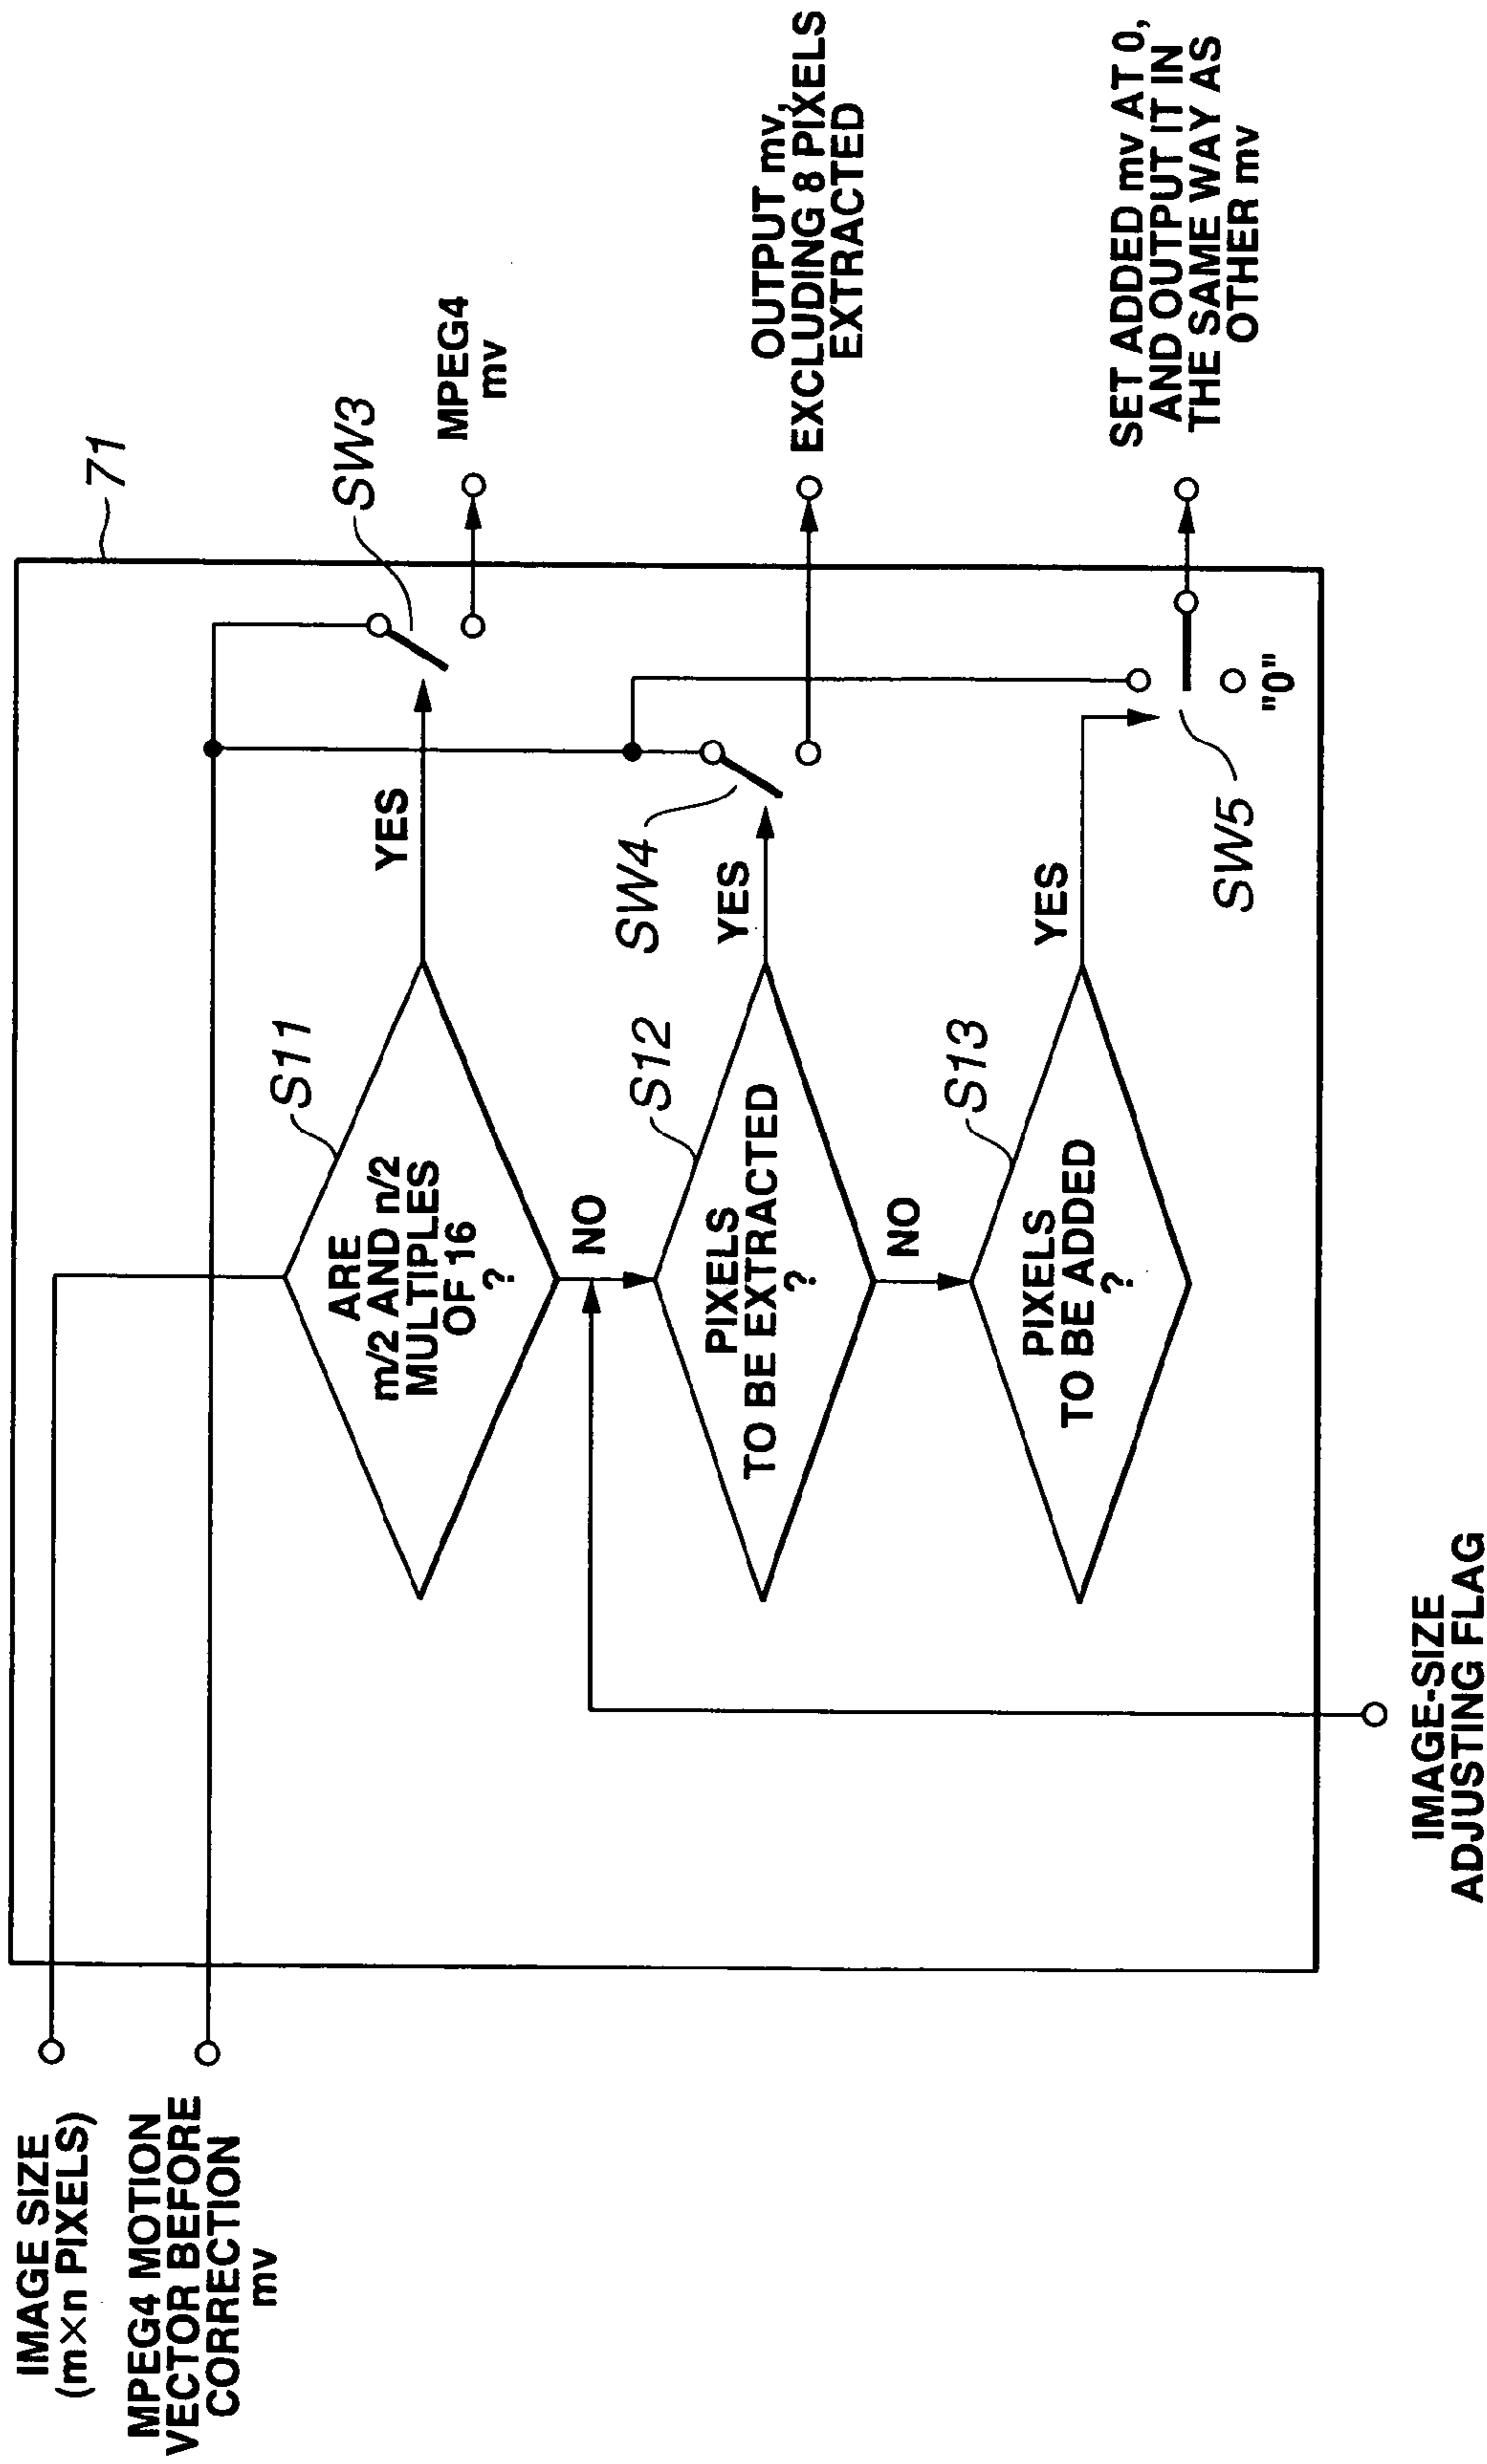 IMAGE SIZE
(m×n PIXELS)
MPEG4 MOTION
VECTOR BEFORE
CORRECTION
mv
71
S11
ARE
m/2 AND n/2
MULTIPLES
OF 16
?
YES
SW3
MPEG4
mv
NO
S12
PIXELS
TO BE EXTRACTED
?
YES
SW4
OUTPUT mv,
EXCLUDING 8 PIXELS
EXTRACTED
NO
S13
PIXELS
TO BE ADDED
?
YES
SW5
"0"
SET ADDED mv AT 0,
AND OUTPUT IT IN
THE SAME WAY AS
OTHER mv
IMAGE-SIZE
ADJUSTING FLAG